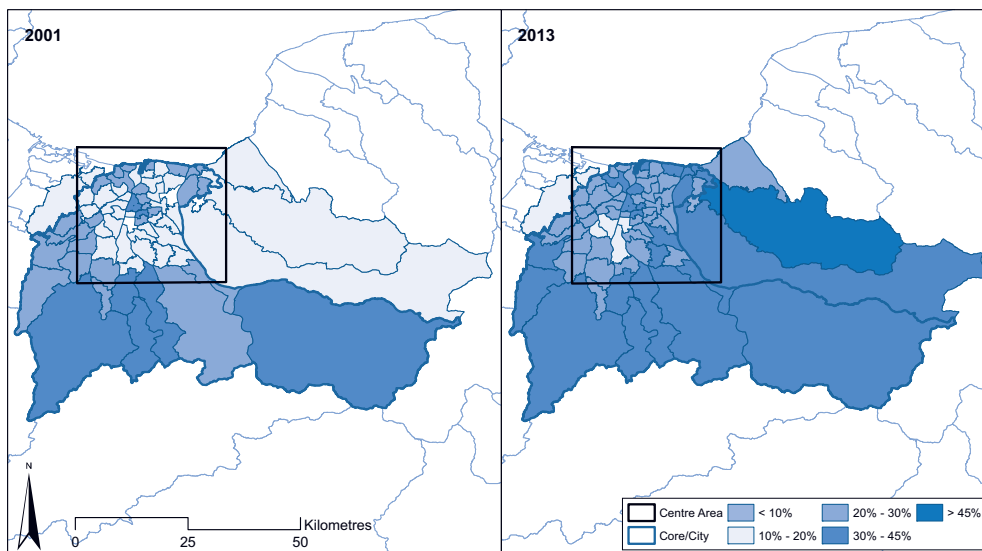 2001
2013
N
0
25
50
Kilometres
Centre Area
< 10%
20% - 30%
> 45%
Core/City
10% - 20%
30% - 45%